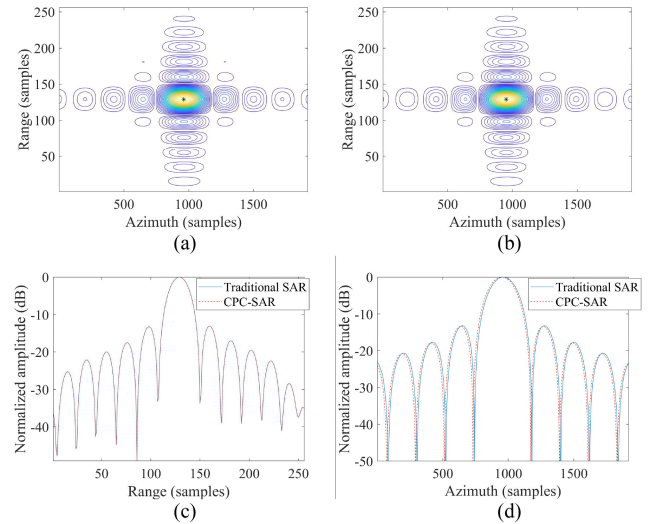 250
200
150
100
50
Range (samples)
500 1000 1500
Azimuth (samples)
(a)
250
200
150
100
50
Range (samples)
500 1000 1500
Azimuth (samples)
(b)
0
-10
-20
-30
-40
Normalized amplitude (dB)
Traditional SAR
CPC-SAR
50 100 150 200 250
Range (samples)
(c)
0
-10
-20
-30
-40
-50
Normalized amplitude (dB)
Traditional SAR
CPC-SAR
500 1000 1500
Azimuth (samples)
(d)